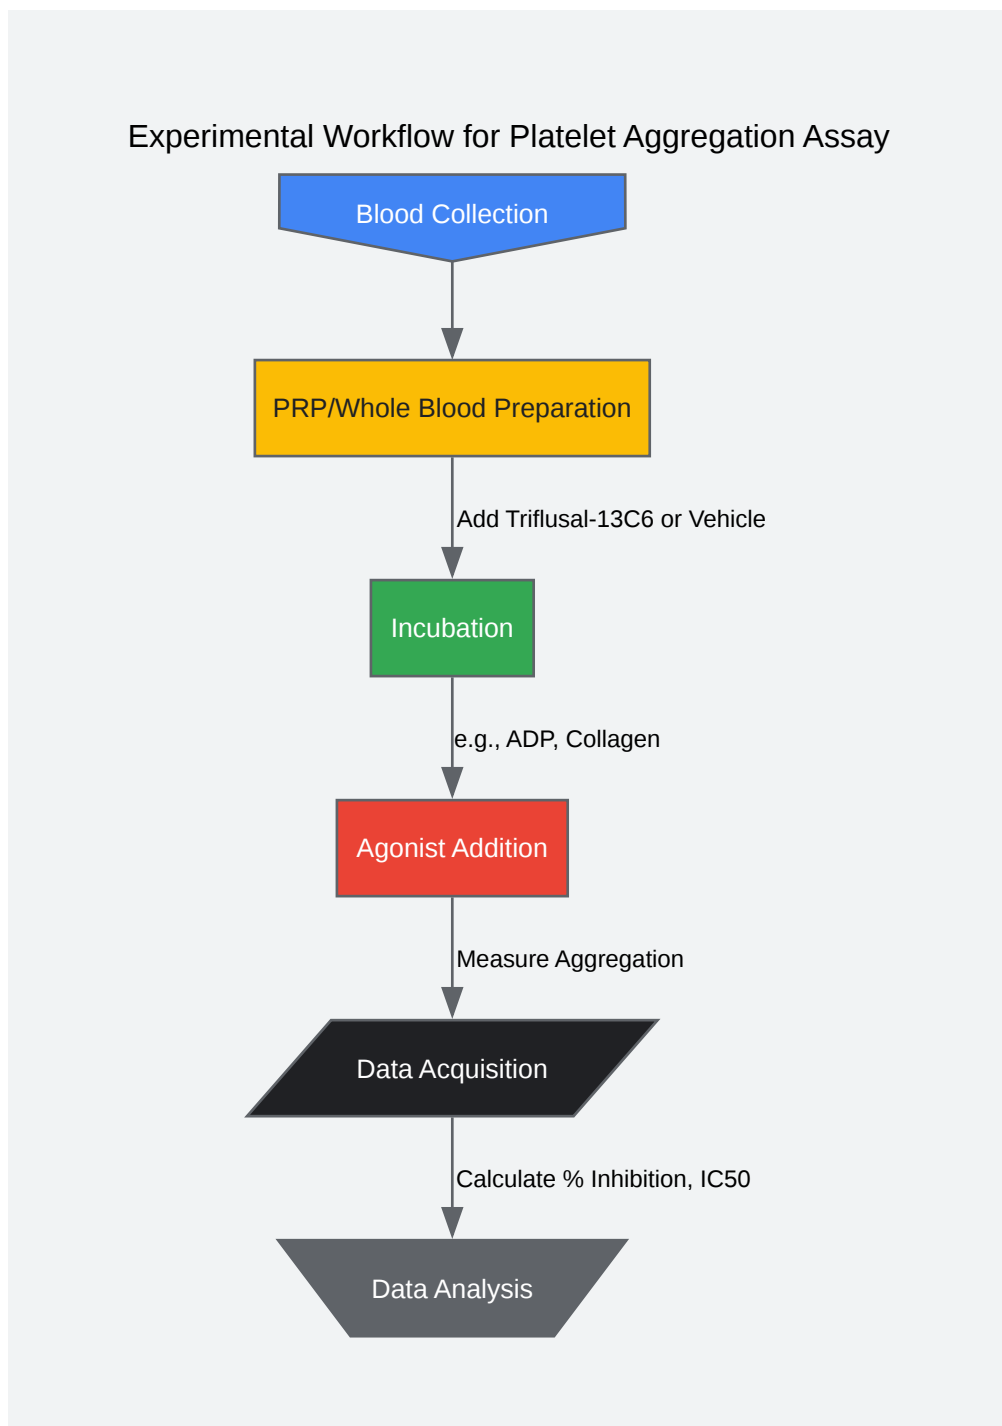 Experimental Workflow for Platelet Aggregation Assay
Blood Collection
PRP/Whole Blood Preparation
Add Triflusal-13C6 or Vehicle
Incubation
e.g., ADP, Collagen
Agonist Addition
Measure Aggregation
Data Acquisition
Calculate % Inhibition, IC50
Data Analysis